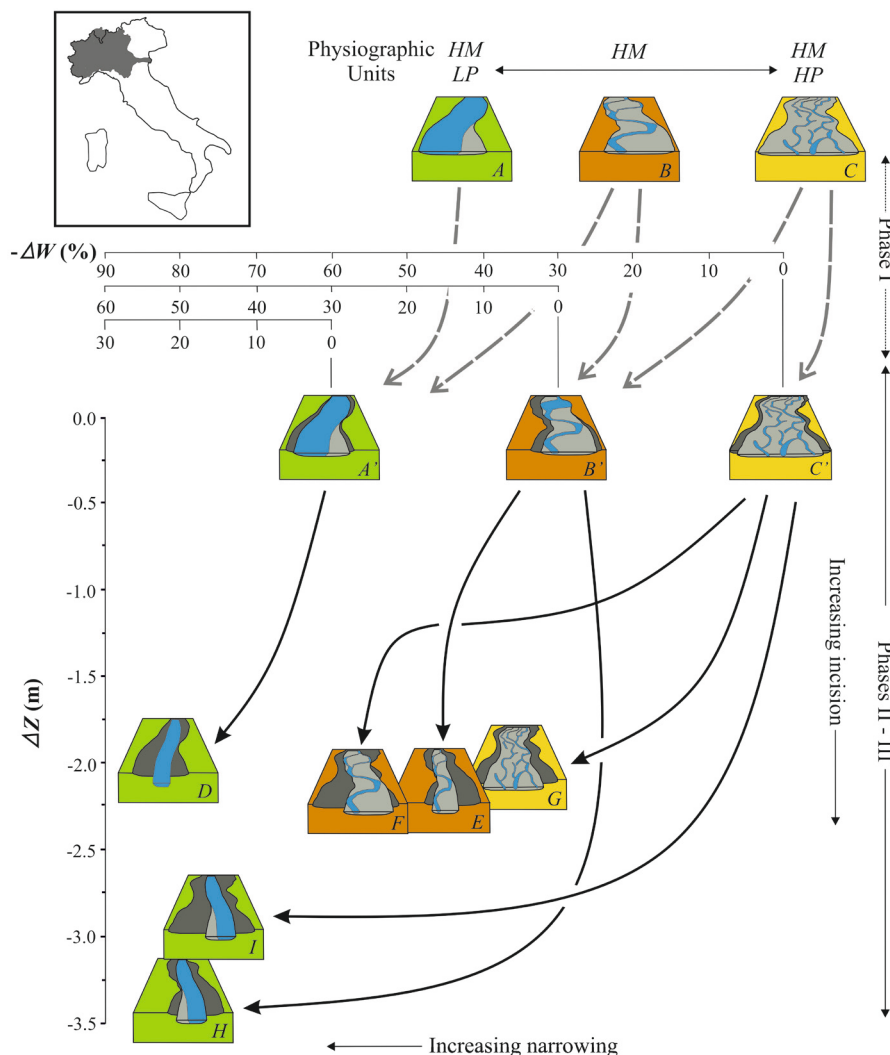 Physiographic HM HM HM
Units LP HP
A B C
Phase I
-ΔW (%)
90 80 70 60 50 40 30 20 10 0
60 50 40 30 20 10 0
30 20 10 0
A' B' C'
0.0
-0.5
-1.0
-1.5
-2.0
-2.5
-3.0
-3.5
ΔZ (m)
Increasing incision
Phases II - III
D F E G
I
H
Increasing narrowing